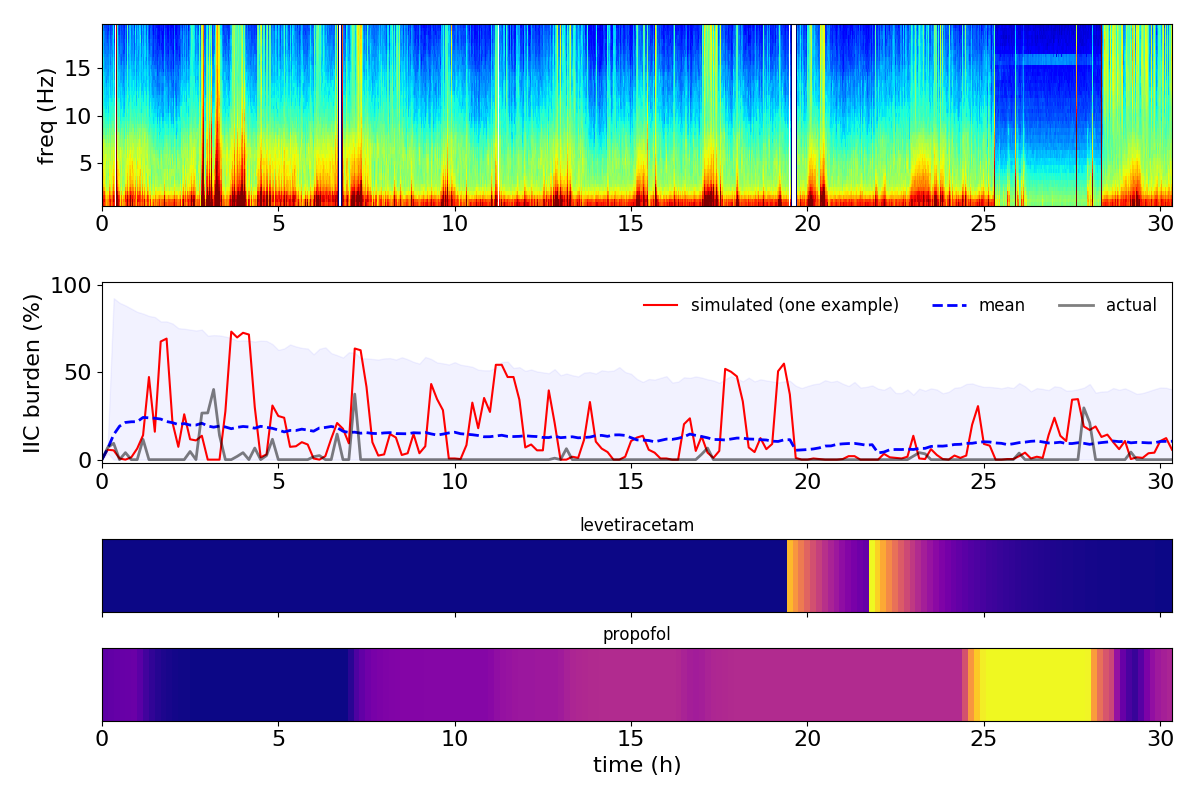 freq (Hz)
15
10
5
0 5 10 15 20 25 30
IIC burden (%)
100
50
0
simulated (one example) mean actual
0 5 10 15 20 25 30
levetiracetam
propofol
0 5 10 15 20 25 30
time (h)